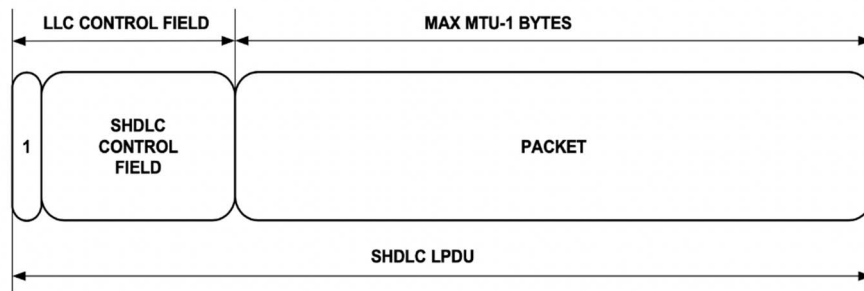 LLC CONTROL FIELD
MAX MTU-1 BYTES
1
SHDLC
CONTROL
FIELD
PACKET
SHDLC LPDU